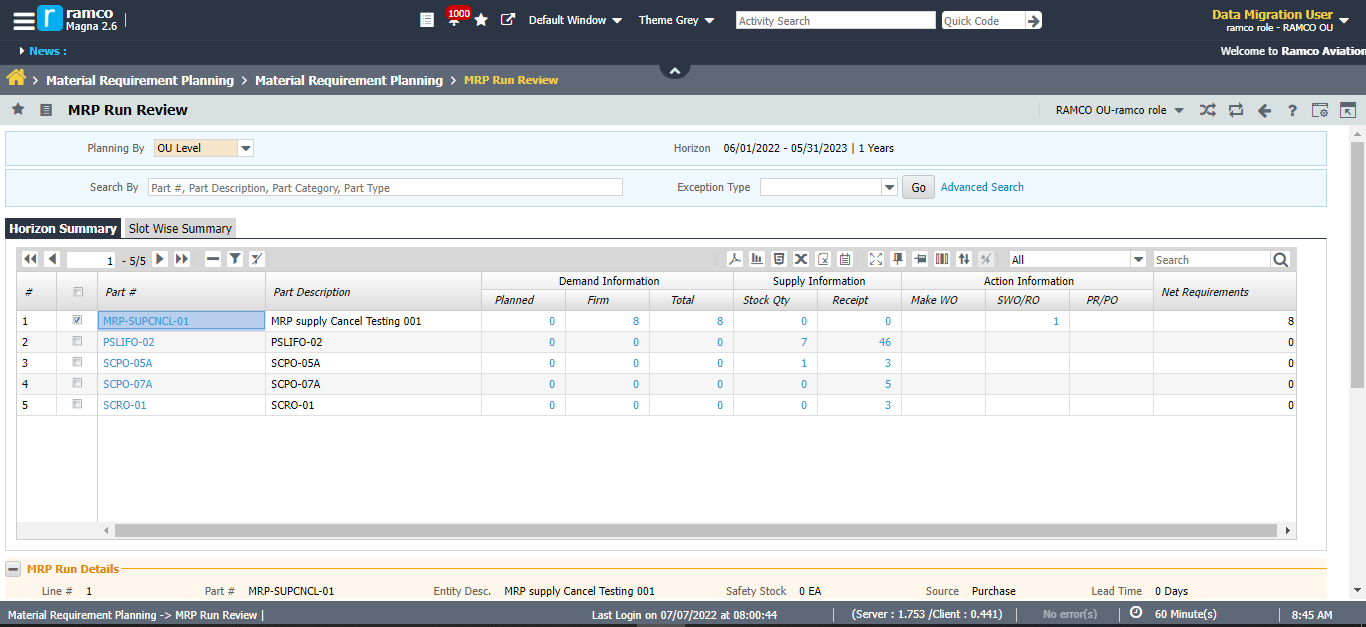 ramco
Magna 2.6
1000
Default Window
Theme Grey
Activity Search
Quick Code
Data Migration User
ramco role - RAMCO OU
News :
Welcome to Ramco Aviation
Material Requirement Planning > Material Requirement Planning > MRP Run Review
MRP Run Review
RAMCO OU-ramco role
?
Planning By OU Level
Horizon 06/01/2022 - 05/31/2023 | 1 Years
Search By Part #, Part Description, Part Category, Part Type
Exception Type
Go Advanced Search
Horizon Summary Slot Wise Summary
1 - 5/5
All
Search
# Part # Part Description Demand Information Supply Information Action Information Net Requirements
Planned Firm Total Stock Qty Receipt Make WO SWO/RO PR/PO
1 MRP-SUPCNCL-01 MRP supply Cancel Testing 001 0 8 8 0 0 1 8
2 PSLIFO-02 PSLIFO-02 0 0 0 7 46 0
3 SCPO-05A SCPO-05A 0 0 0 1 3 0
4 SCPO-07A SCPO-07A 0 0 0 0 5 0
5 SCRO-01 SCRO-01 0 0 0 0 3 0
MRP Run Details
Line # 1 Part # MRP-SUPCNCL-01 Entity Desc. MRP supply Cancel Testing 001 Safety Stock 0 EA Source Purchase Lead Time 0 Days
Material Requirement Planning -> MRP Run Review | Last Login on 07/07/2022 at 08:00:44 | (Server : 1.753 /Client : 0.441) | No error(s) | 60 Minute(s) | 8:45 AM